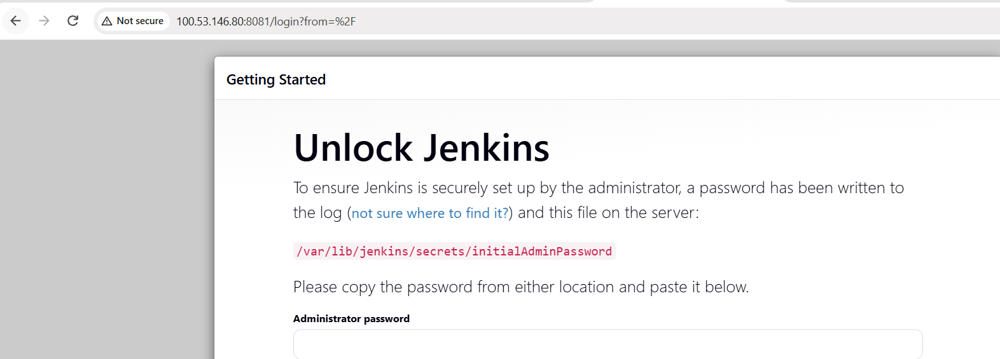 Not secure 100.53.146.80:8081/login?from=%2F
Getting Started
Unlock Jenkins
To ensure Jenkins is securely set up by the administrator, a password has been written to
the log (not sure where to find it?) and this file on the server:
/var/lib/jenkins/secrets/initialAdminPassword
Please copy the password from either location and paste it below.
Administrator password